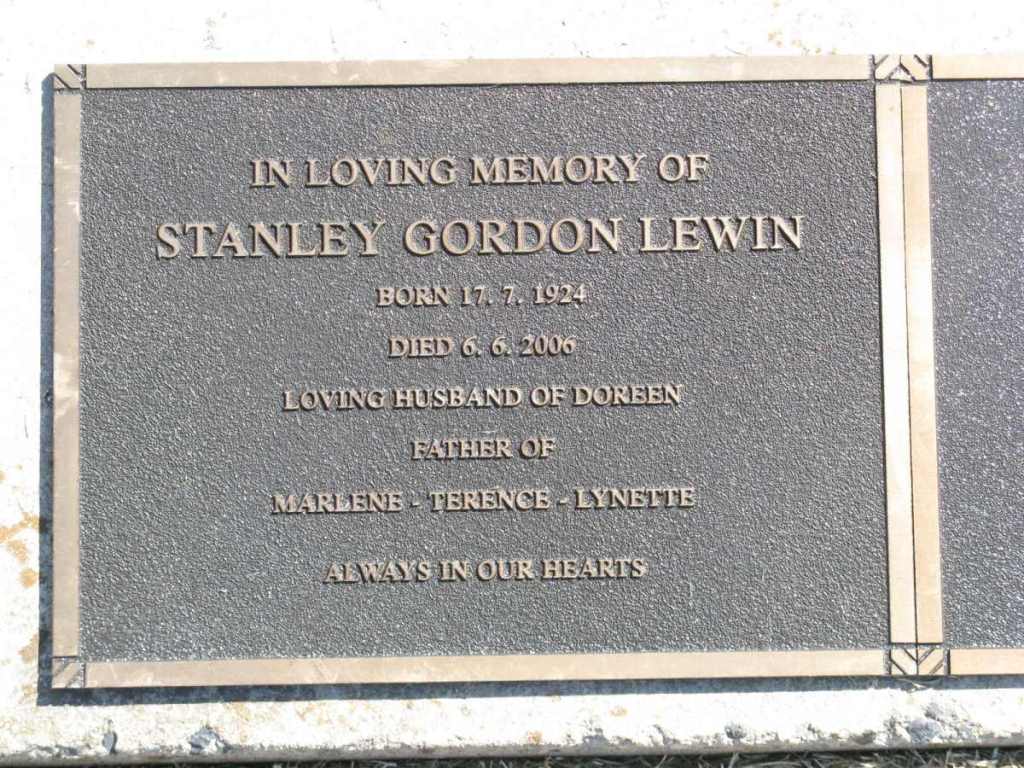 IN LOVING MEMORY OF
STANLEY GORDON LEWIN
BORN 17. 7. 1924
DIED 6. 6. 2006
LOVING HUSBAND OF DOREEN
FATHER OF
MARLENE - TERENCE - LYNETTE
ALWAYS IN OUR HEARTS